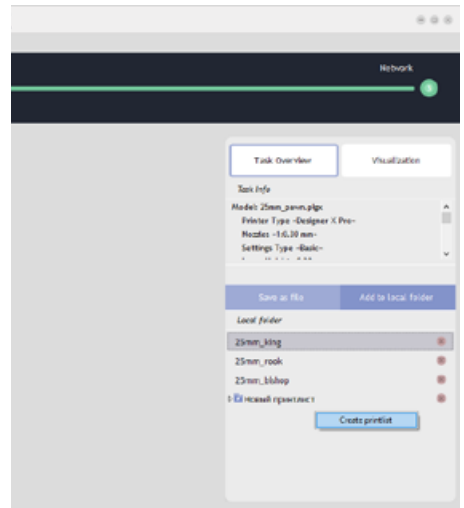 Network
Task Overview
Visualization
Task Info
Model: 25mm_pawn.plgx
Printer Type -Designer X Pro-
Nozzles -1:0.30 mm-
Settings Type -Basic-
Save as file
Add to local folder
Local folder
25mm_king
25mm_rook
25mm_bishop
Новый принтлист
Create printlist